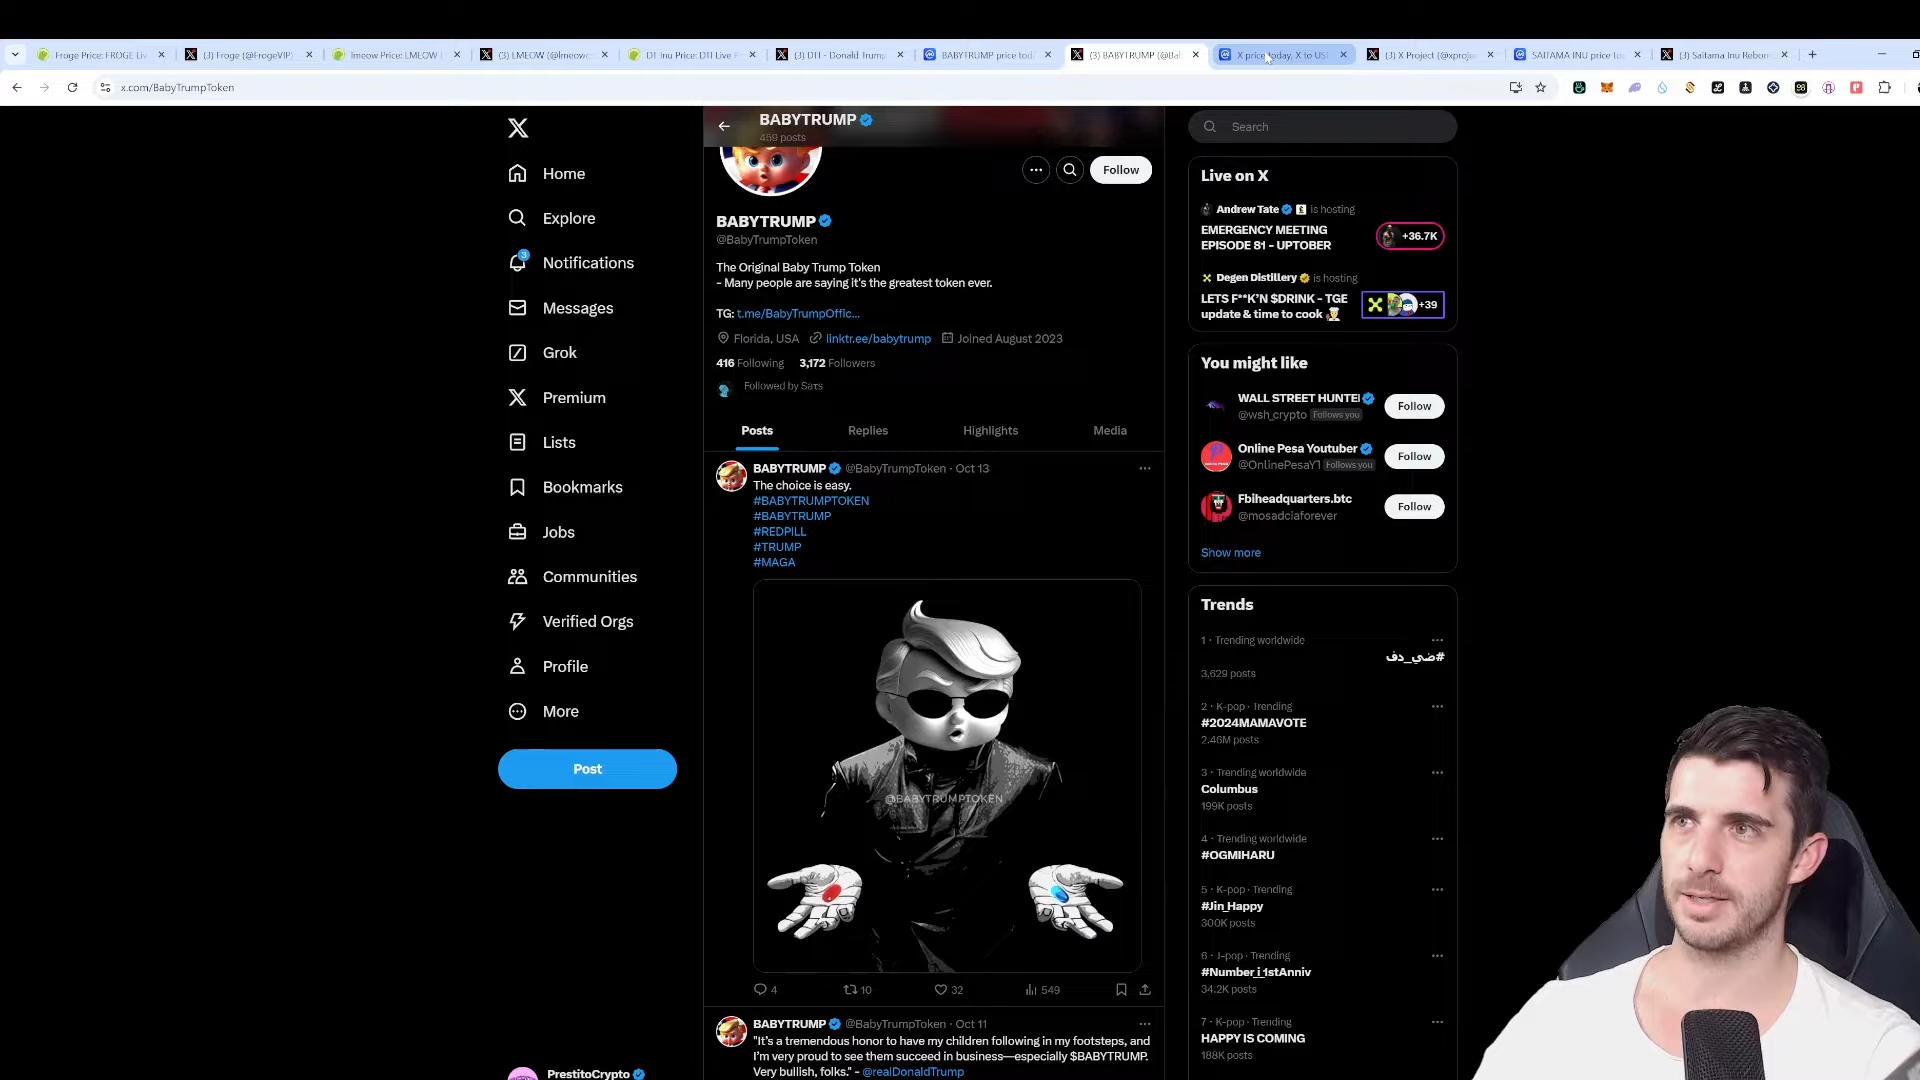 Froge Price: FROGE Liv
(3) Froge (@FrogeVIP)
lmeow Price: LMEOW
(3) LMEOW (@lmeowc
DT Inu Price: DTI Live
(3) DTI - Donald Trump
BABYTRUMP price tod
(3) BABYTRUMP (@Bab
X price today, X to US
(3) X Project (@xproje
SAITAMA INU price to
(3) Saitama Inu Rebor
x.com/BabyTrumpToken
Home
Explore
3
Notifications
Messages
Grok
Premium
Lists
Bookmarks
Jobs
Communities
Verified Orgs
Profile
More
Post
PrestitoCrypto
BABYTRUMP
459 posts
Follow
BABYTRUMP
@BabyTrumpToken
The Original Baby Trump Token
- Many people are saying it's the greatest token ever.
TG: t.me/BabyTrumpOffic...
Florida, USA linktr.ee/babytrump Joined August 2023
416 Following 3,172 Followers
Followed by Sats
Posts Replies Highlights Media
BABYTRUMP @BabyTrumpToken · Oct 13
The choice is easy.
#BABYTRUMPTOKEN
#BABYTRUMP
#REDPILL
#TRUMP
#MAGA
@BABYTRUMPTOKEN
4 10 32 549
BABYTRUMP @BabyTrumpToken · Oct 11
"It's a tremendous honor to have my children following in my footsteps, and
I'm very proud to see them succeed in business—especially $BABYTRUMP.
Very bullish, folks." - @realDonaldTrump
Search
Live on X
Andrew Tate is hosting
EMERGENCY MEETING
EPISODE 81 - UPTOBER
+36.7K
Degen Distillery is hosting
LETS F**K'N $DRINK - TGE
update & time to cook
+39
You might like
WALL STREET HUNTE
@wsh_crypto Follows you
Follow
Online Pesa Youtuber
@OnlinePesaYT Follows you
Follow
Fbiheadquarters.btc
@mosadciaforever
Follow
Show more
Trends
1 · Trending worldwide
#ضي_دف
3,629 posts
2 · K-pop · Trending
#2024MAMAVOTE
2.46M posts
3 · Trending worldwide
Columbus
199K posts
4 · Trending worldwide
#OGMIHARU
5 · K-pop · Trending
#Jin_Happy
300K posts
6 · J-pop · Trending
#Number_i_1stAnniv
34.2K posts
7 · K-pop · Trending
HAPPY IS COMING
188K posts